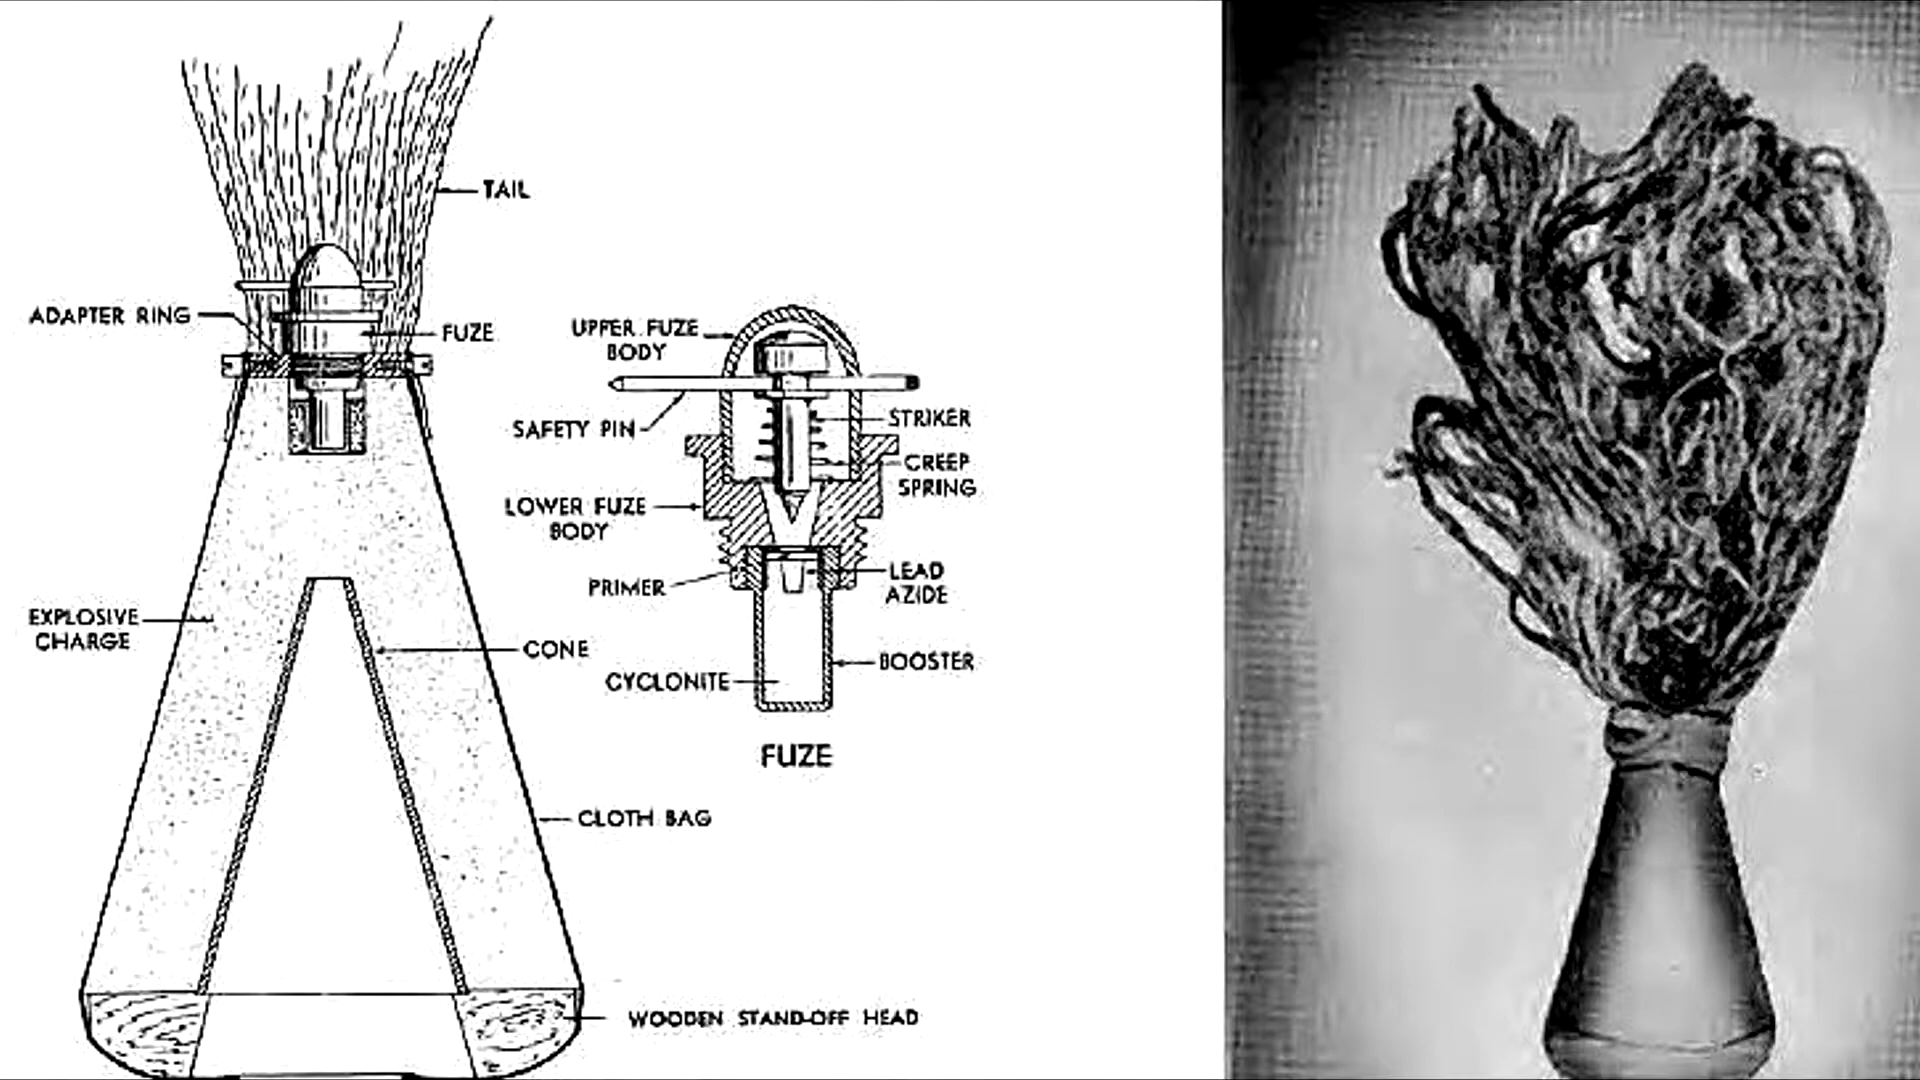 TAIL
ADAPTER RING
FUZE
EXPLOSIVE
CHARGE
CONE
CLOTH BAG
WOODEN STAND-OFF HEAD
UPPER FUZE
BODY
SAFETY PIN
STRIKER
CREEP
SPRING
LOWER FUZE
BODY
PRIMER
LEAD
AZIDE
BOOSTER
CYCLONITE
FUZE